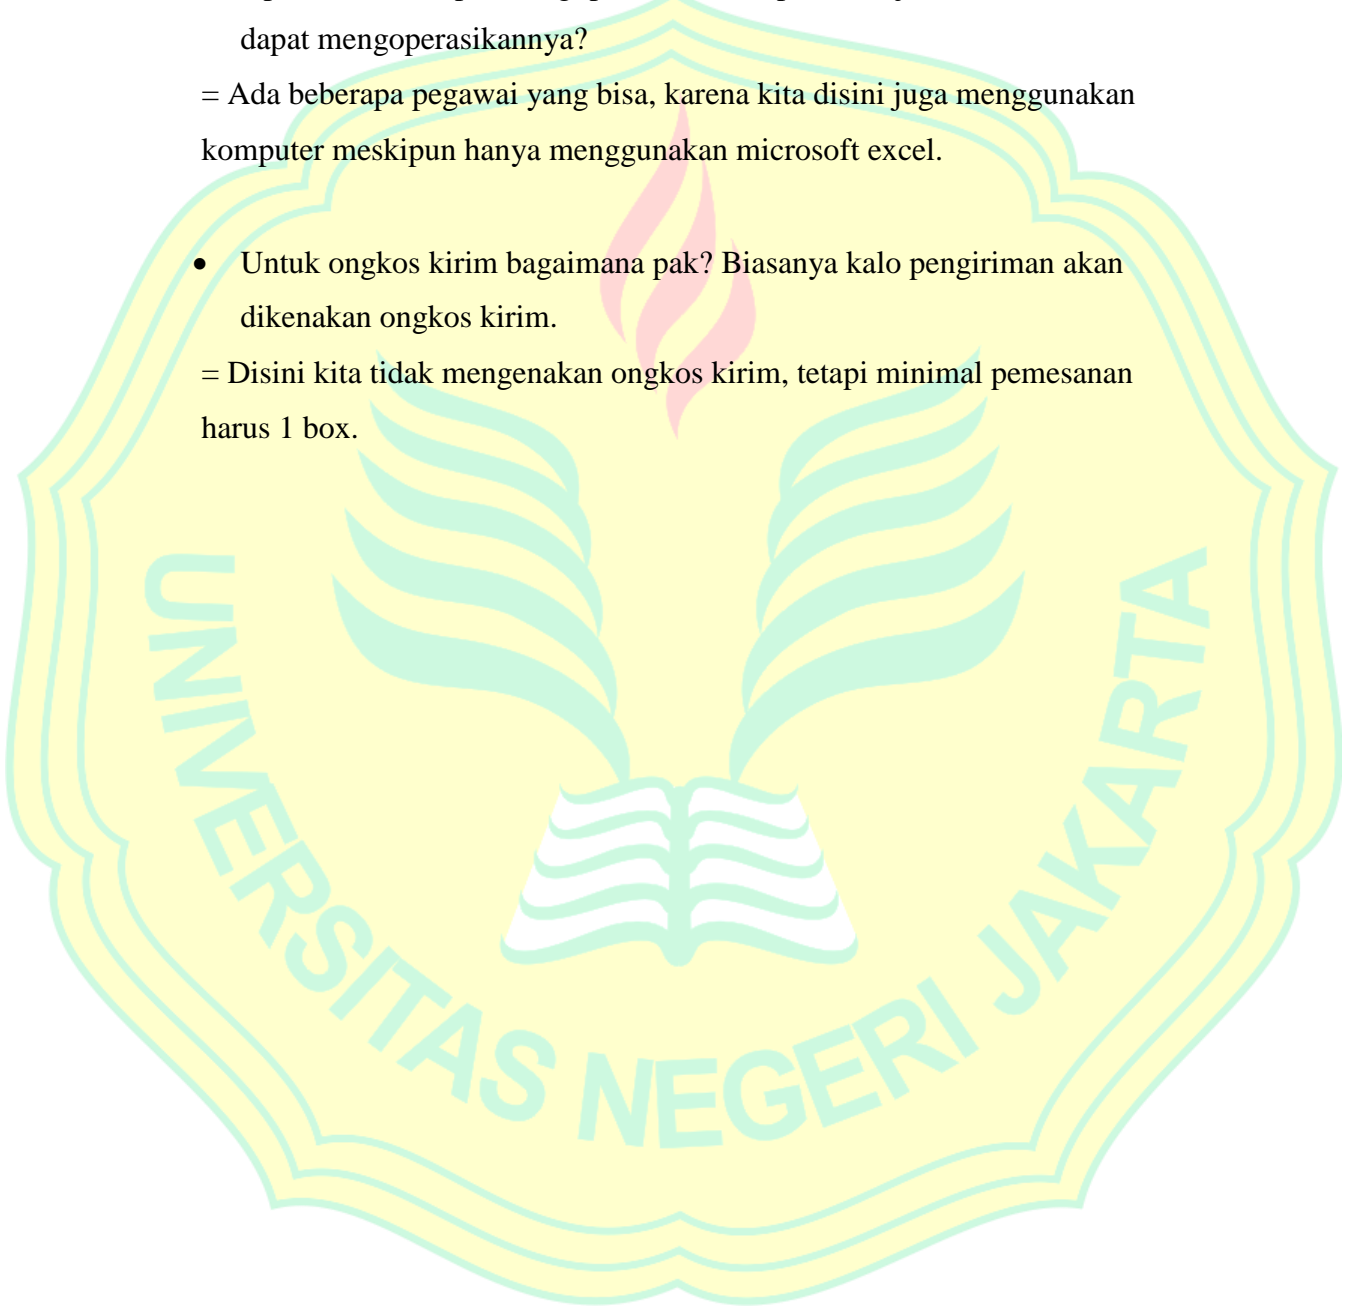 dapat mengoperasikannya?
= Ada beberapa pegawai yang bisa, karena kita disini juga menggunakan
komputer meskipun hanya menggunakan microsoft excel.
• Untuk ongkos kirim bagaimana pak? Biasanya kalo pengiriman akan
dikenakan ongkos kirim.
= Disini kita tidak mengenakan ongkos kirim, tetapi minimal pemesanan
harus 1 box.
UNIVERSITAS NEGERI JAKARTA